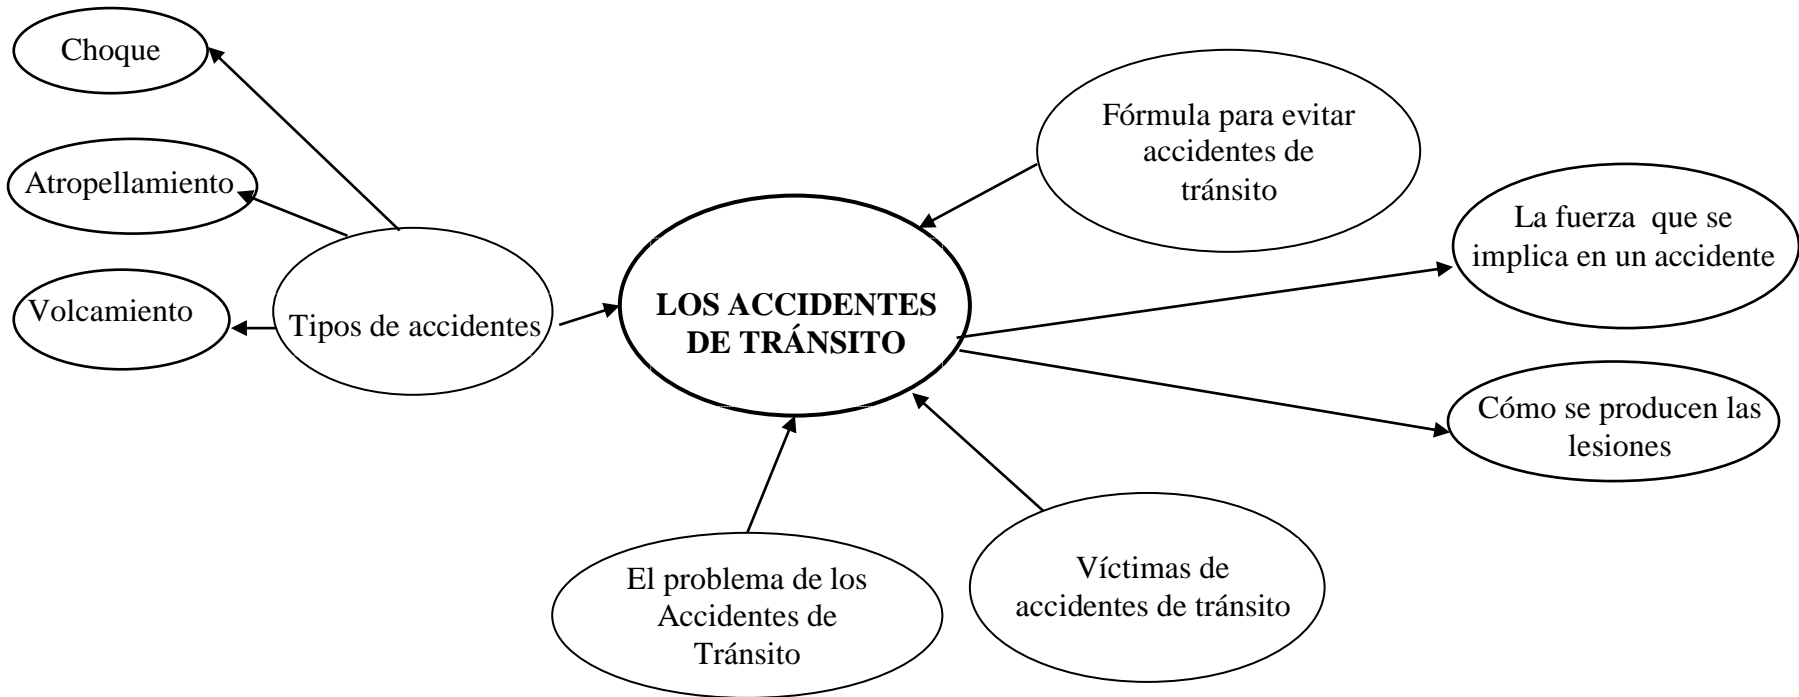 Choque
Atropellamiento
Volcamiento
Tipos de accidentes
LOS ACCIDENTES
DE TRÁNSITO
Fórmula para evitar
accidentes de
tránsito
La fuerza  que se
implica en un accidente
Cómo se producen las
lesiones
Víctimas de
accidentes de tránsito
El problema de los
Accidentes de
Tránsito